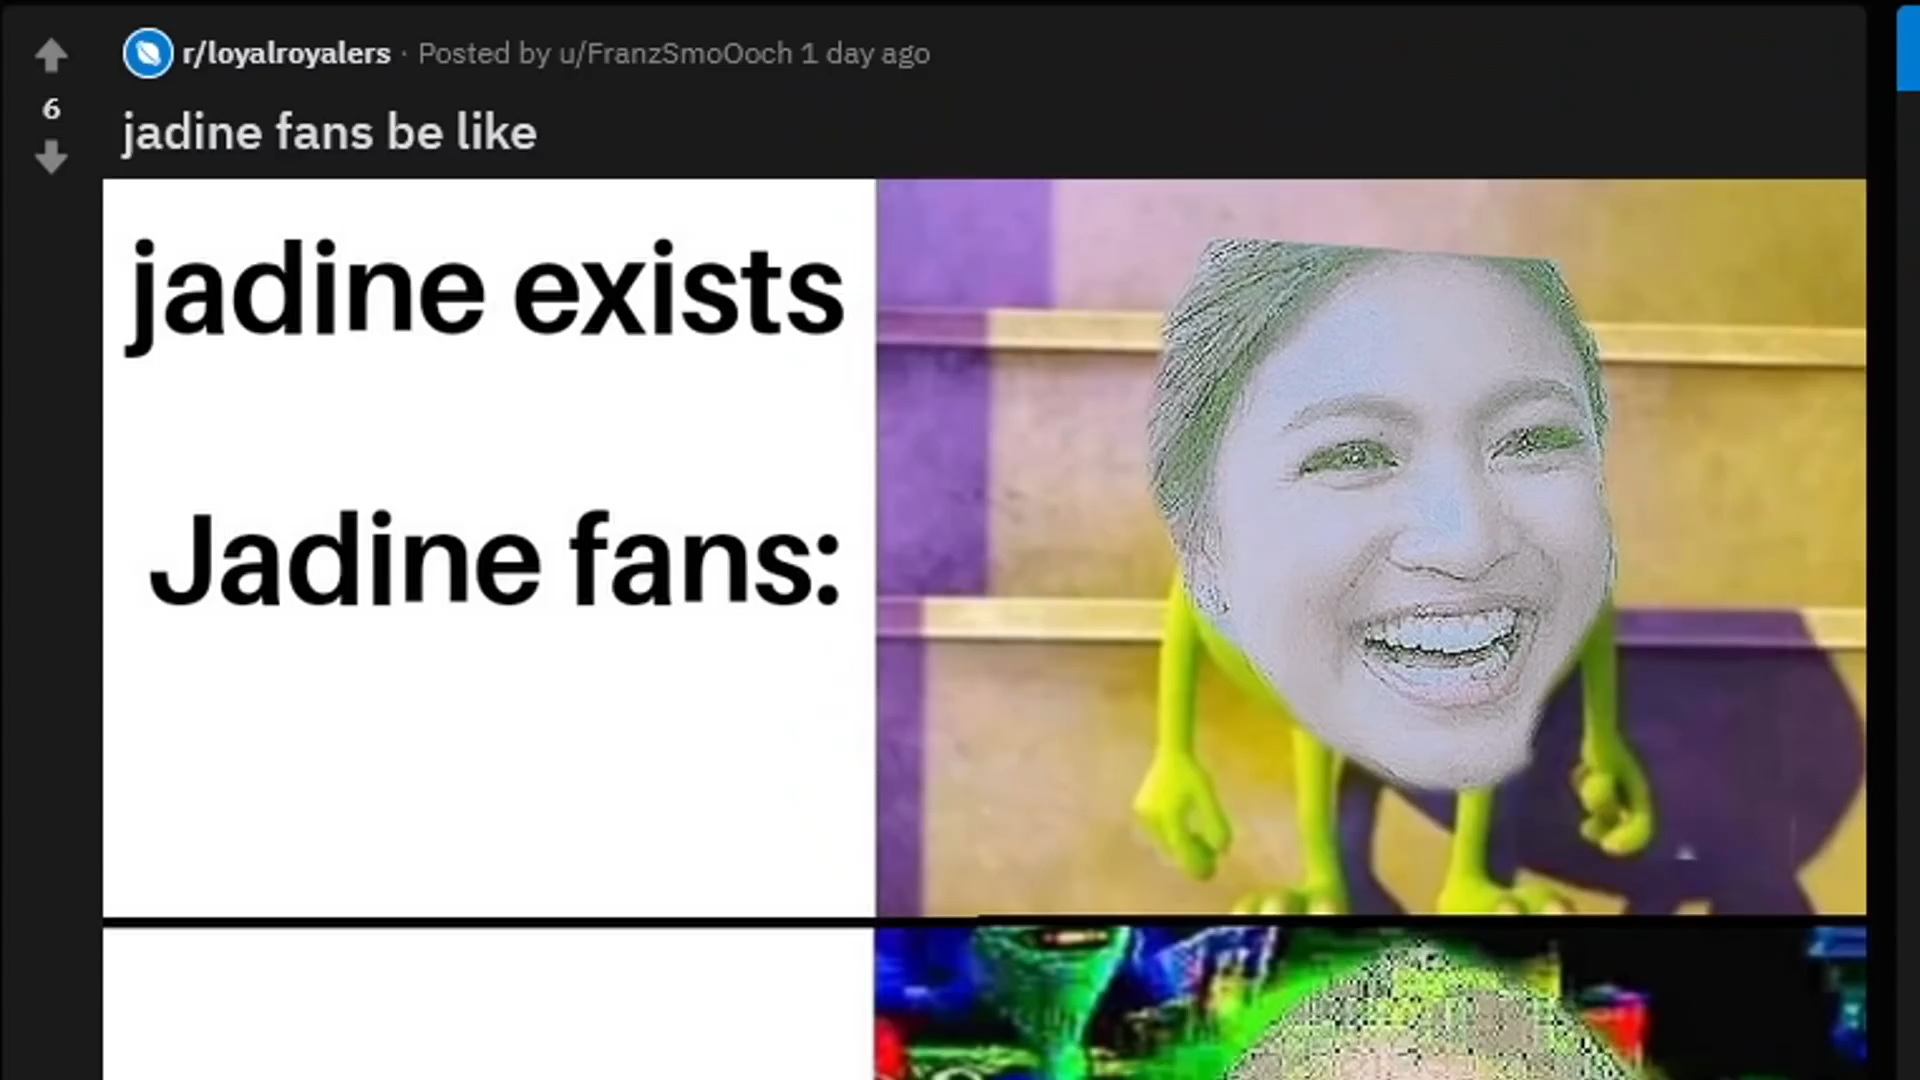 r/loyalroyalers · Posted by u/FranzSmoOoch 1 day ago
6
jadine fans be like
jadine exists
Jadine fans: